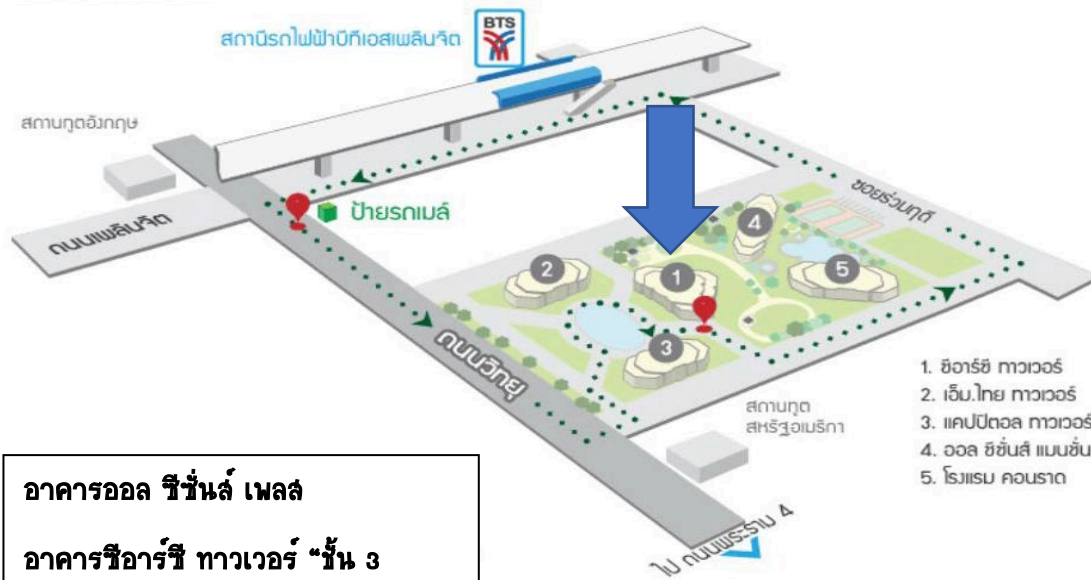 BTS
สถานีรถไฟฟ้าบีทีเอสเพลินจิต
สถานทูตอังกฤษ
ป้ายรถเมล์
ถนนเพลินจิต
ซอยร่วมฤดี
4
2
1
5
3
ถนนวิทยุ
สถานทูต
สหรัฐอเมริกา
1. ซีอาร์ซี ทาวเวอร์
2. เอ็ม.ไทย ทาวเวอร์
3. แคปปิตอล ทาวเวอร์
4. ออล ซีซั่นส์ แมนชั่น
5. โรงแรม คอนราด
ไป ถนนพระราม 4
อาคารออล ซีซั่นส์ เพลส
อาคารซีอาร์ซี ทาวเวอร์ “ชั้น 3